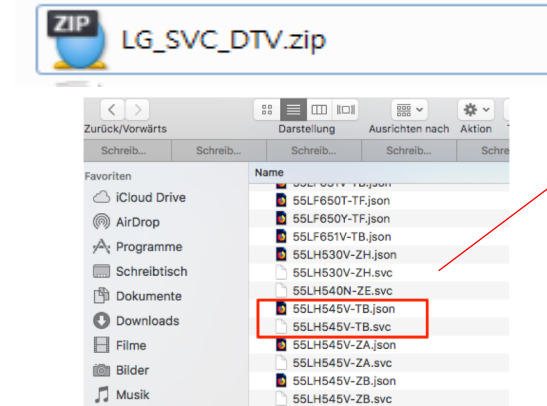 ZIP
LG_SVC_DTV.zip
Zurück/Vorwärts
Darstellung
Ausrichten nach
Aktion
Schreib...
Schreib...
Schreib...
Schreib...
Schre
Favoriten
iCloud Drive
AirDrop
Programme
Schreibtisch
Dokumente
Downloads
Filme
Bilder
Musik
Name
55LF650T-TF.json
55LF650Y-TF.json
55LF651V-TB.json
55LH530V-ZH.json
55LH530V-ZH.svc
55LH540N-ZE.svc
55LH545V-TB.json
55LH545V-TB.svc
55LH545V-ZA.json
55LH545V-ZA.svc
55LH545V-ZB.json
55LH545V-ZB.svc